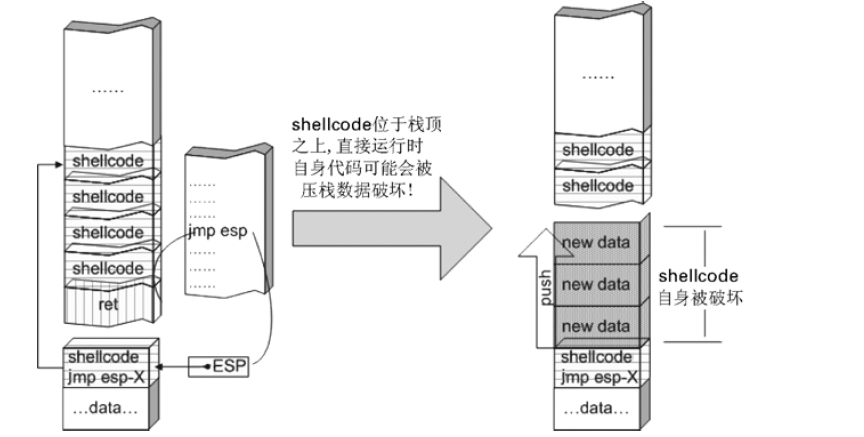 ……
shellcode
shellcode
shellcode
shellcode
ret
shellcode
jmp esp-X
…data…
……
……
jmp esp
……
……
……
ESP
shellcode位于栈顶
之上,直接运行时
自身代码可能会被
压栈数据破坏!
……
shellcode
shellcode
new data
new data
new data
push
shellcode
jmp esp-X
…data…
shellcode
自身被破坏